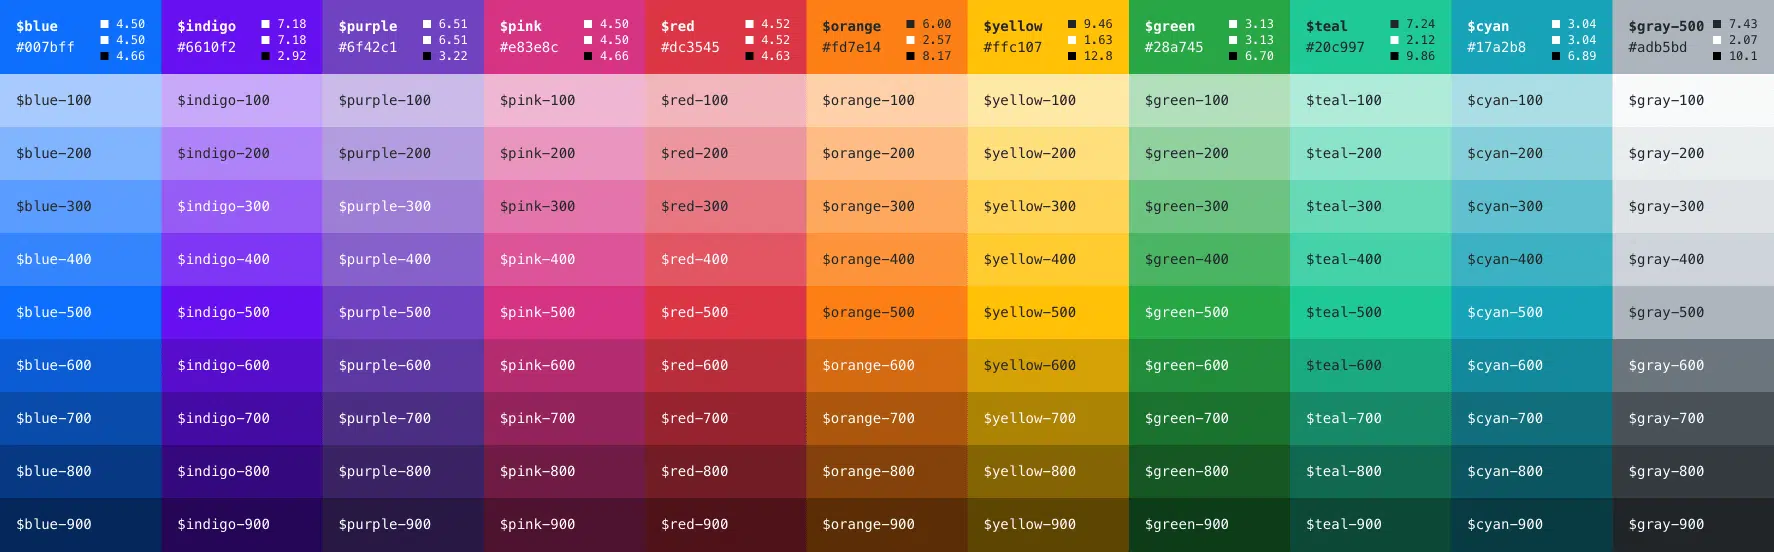 $blue 4.50
#007bff 4.50
4.66
$indigo 7.18
#6610f2 7.18
2.92
$purple 6.51
#6f42c1 6.51
3.22
$pink 4.50
#e83e8c 4.50
4.66
$red 4.52
#dc3545 4.52
4.63
$orange 6.00
#fd7e14 2.57
8.17
$yellow 9.46
#ffc107 1.63
12.8
$green 3.13
#28a745 3.13
6.70
$teal 7.24
#20c997 2.12
9.86
$cyan 3.04
#17a2b8 3.04
6.89
$gray-500 7.43
#adb5bd 2.07
10.1
$blue-100 $indigo-100 $purple-100 $pink-100 $red-100 $orange-100 $yellow-100 $green-100 $teal-100 $cyan-100 $gray-100
$blue-200 $indigo-200 $purple-200 $pink-200 $red-200 $orange-200 $yellow-200 $green-200 $teal-200 $cyan-200 $gray-200
$blue-300 $indigo-300 $purple-300 $pink-300 $red-300 $orange-300 $yellow-300 $green-300 $teal-300 $cyan-300 $gray-300
$blue-400 $indigo-400 $purple-400 $pink-400 $red-400 $orange-400 $yellow-400 $green-400 $teal-400 $cyan-400 $gray-400
$blue-500 $indigo-500 $purple-500 $pink-500 $red-500 $orange-500 $yellow-500 $green-500 $teal-500 $cyan-500 $gray-500
$blue-600 $indigo-600 $purple-600 $pink-600 $red-600 $orange-600 $yellow-600 $green-600 $teal-600 $cyan-600 $gray-600
$blue-700 $indigo-700 $purple-700 $pink-700 $red-700 $orange-700 $yellow-700 $green-700 $teal-700 $cyan-700 $gray-700
$blue-800 $indigo-800 $purple-800 $pink-800 $red-800 $orange-800 $yellow-800 $green-800 $teal-800 $cyan-800 $gray-800
$blue-900 $indigo-900 $purple-900 $pink-900 $red-900 $orange-900 $yellow-900 $green-900 $teal-900 $cyan-900 $gray-900